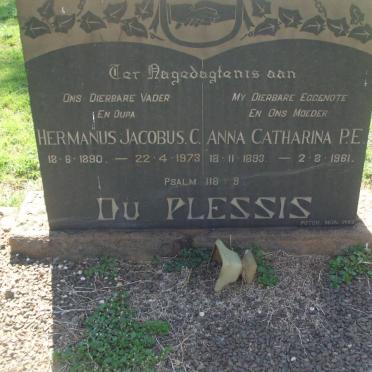 Ter Nagedagtenis aan
Ons Dierbare Vader
En Oupa
My Dierbare Eggenote
En Ons Moeder
Hermanus Jacobus. C.
18-6-1890. — 22-4-1973
Anna Catharina P.E.
18-11-1893. — 2-8-1961.
Psalm 118-9
Du Plessis